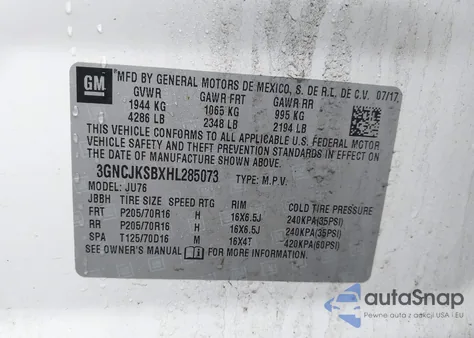 GM
MFD BY GENERAL MOTORS DE MEXICO, S. DE R.L. DE C.V. 07/17
GVWR GAWR FRT GAWR RR
1944 KG 1065 KG 995 KG
4286 LB 2348 LB 2194 LB
THIS VEHICLE CONFORMS TO ALL APPLICABLE U.S. FEDERAL MOTOR
VEHICLE SAFETY AND THEFT PREVENTION STANDARDS IN EFFECT ON
THE DATE OF MANUFACTURE SHOWN ABOVE.
3GNCJKSBXHL285073 TYPE: M.P.V.
MODEL: JU76
JBBH TIRE SIZE SPEED RTG RIM COLD TIRE PRESSURE
FRT P205/70R16 H 16X6.5J 240KPA(35PSI)
RR P205/70R16 H 16X6.5J 240KPA(35PSI)
SPA T125/70D16 M 16X4T 420KPA(60PSI)
SEE OWNER'S MANUAL FOR MORE INFORMATION.
autoSnap
Pewne auto z USA i E.U